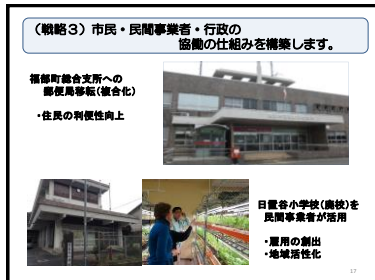 （戦略３）市民・民間事業者・行政の
協働の仕組みを構築します。
福部町総合支所への
郵便局移転（複合化）
・住民の利便性向上
日置谷小学校（廃校）を
民間事業者が活用
・雇用の創出
・地域活性化
17